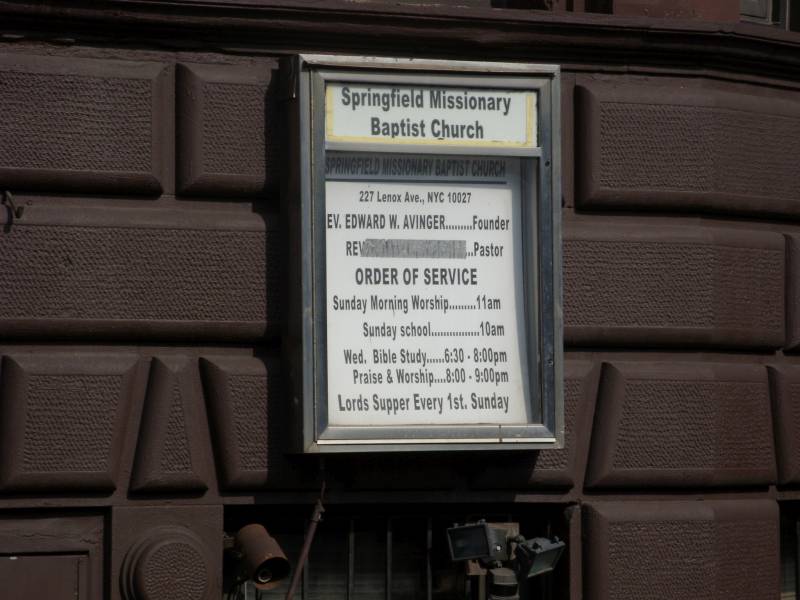 Springfield Missionary
Baptist Church
SPRINGFIELD MISSIONARY BAPTIST CHURCH
227 Lenox Ave., NYC 10027
EV. EDWARD W. AVINGER.........Founder
REV ...Pastor
ORDER OF SERVICE
Sunday Morning Worship.........11am
Sunday school................10am
Wed. Bible Study......6:30 - 8:00pm
Praise & Worship....8:00 - 9:00pm
Lords Supper Every 1st. Sunday